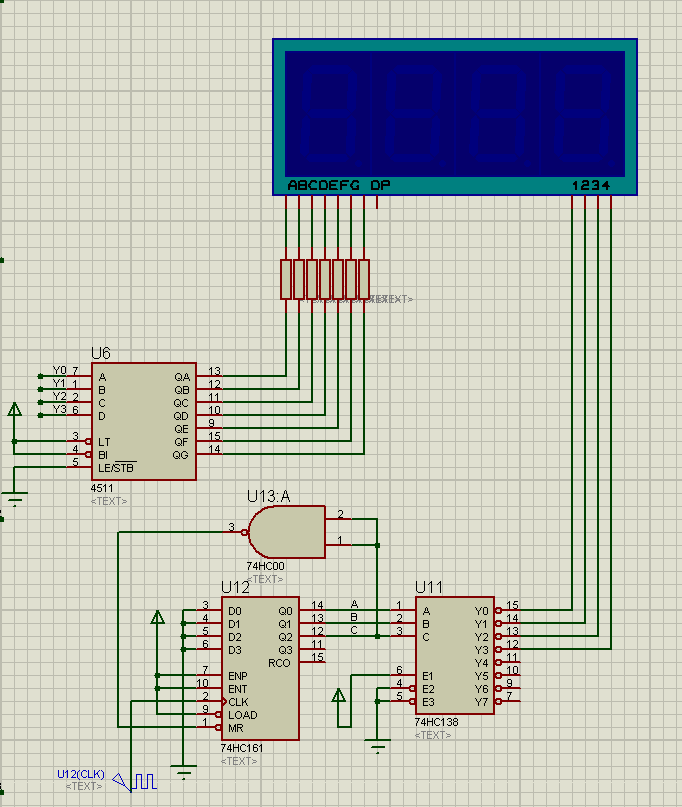 ABCDEFG DP
1234
<TEXT>
U6
Y0 7 A QA 13
Y1 1 B QB 12
Y2 2 C QC 11
Y3 6 D QD 10
QE 9
3 LT QF 15
4 BI QG 14
5 LE/STB
4511
<TEXT>
U13:A
2
3
1
74HC00
<TEXT>
U12
U11
3 D0 Q0 14 A 1 A Y0 15
4 D1 Q1 13 B 2 B Y1 14
5 D2 Q2 12 C 3 C Y2 13
6 D3 Q3 11 Y3 12
RCO 15 Y4 11
7 ENP 6 E1 Y5 10
10 ENT 4 E2 Y6 9
2 CLK 5 E3 Y7 7
9 LOAD
1 MR
74HC138
<TEXT>
74HC161
<TEXT>
U12(CLK)
<TEXT>